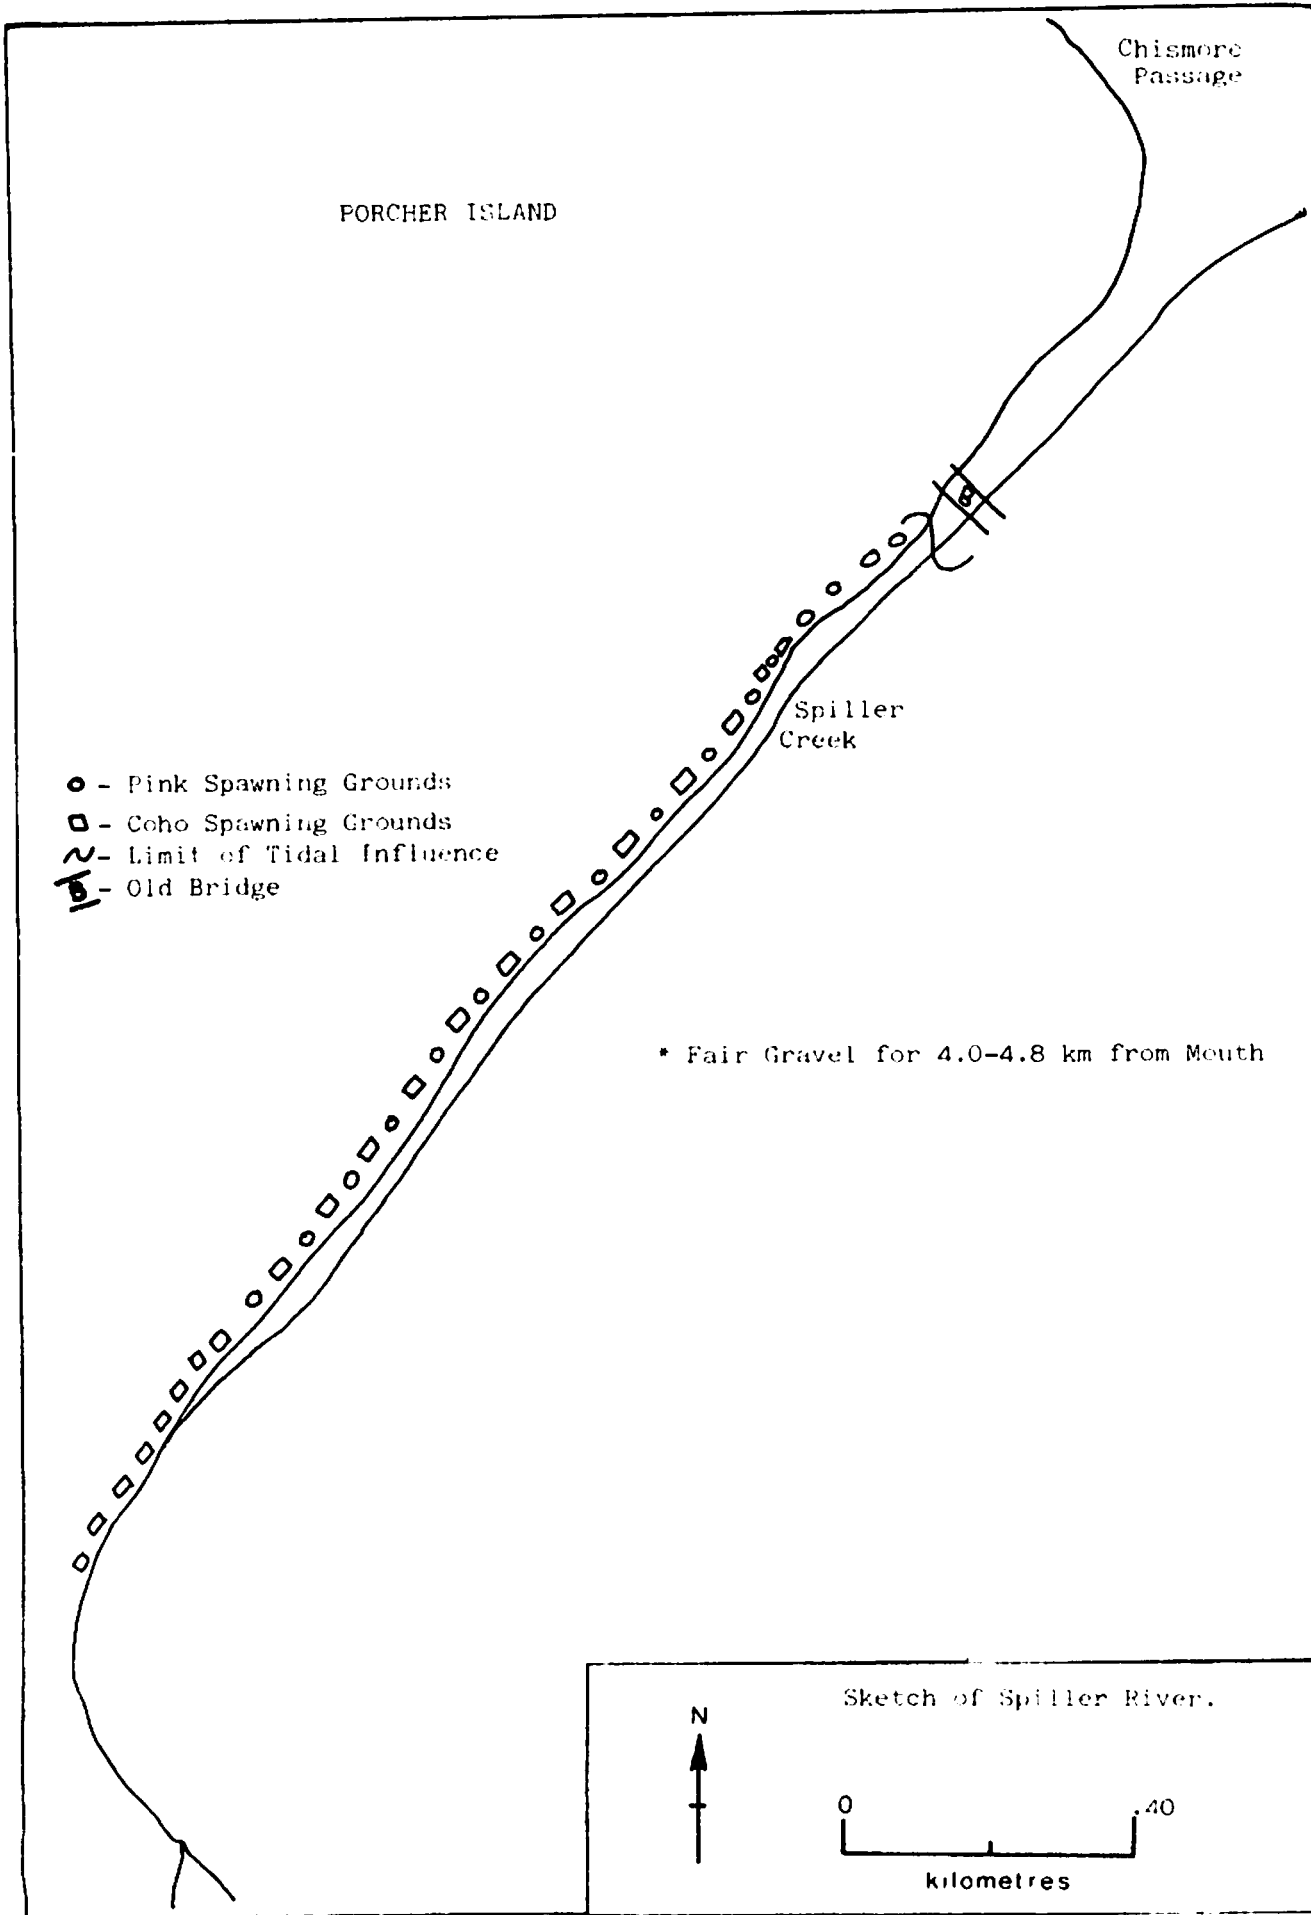 Chismore
Passage
PORCHER ISLAND
B
Spiller
Creek
O - Pink Spawning Grounds
□ - Coho Spawning Grounds
~ - Limit of Tidal Influence
B - Old Bridge
* Fair Gravel for 4.0-4.8 km from Mouth
Sketch of Spiller River.
N
0 .40
kilometres